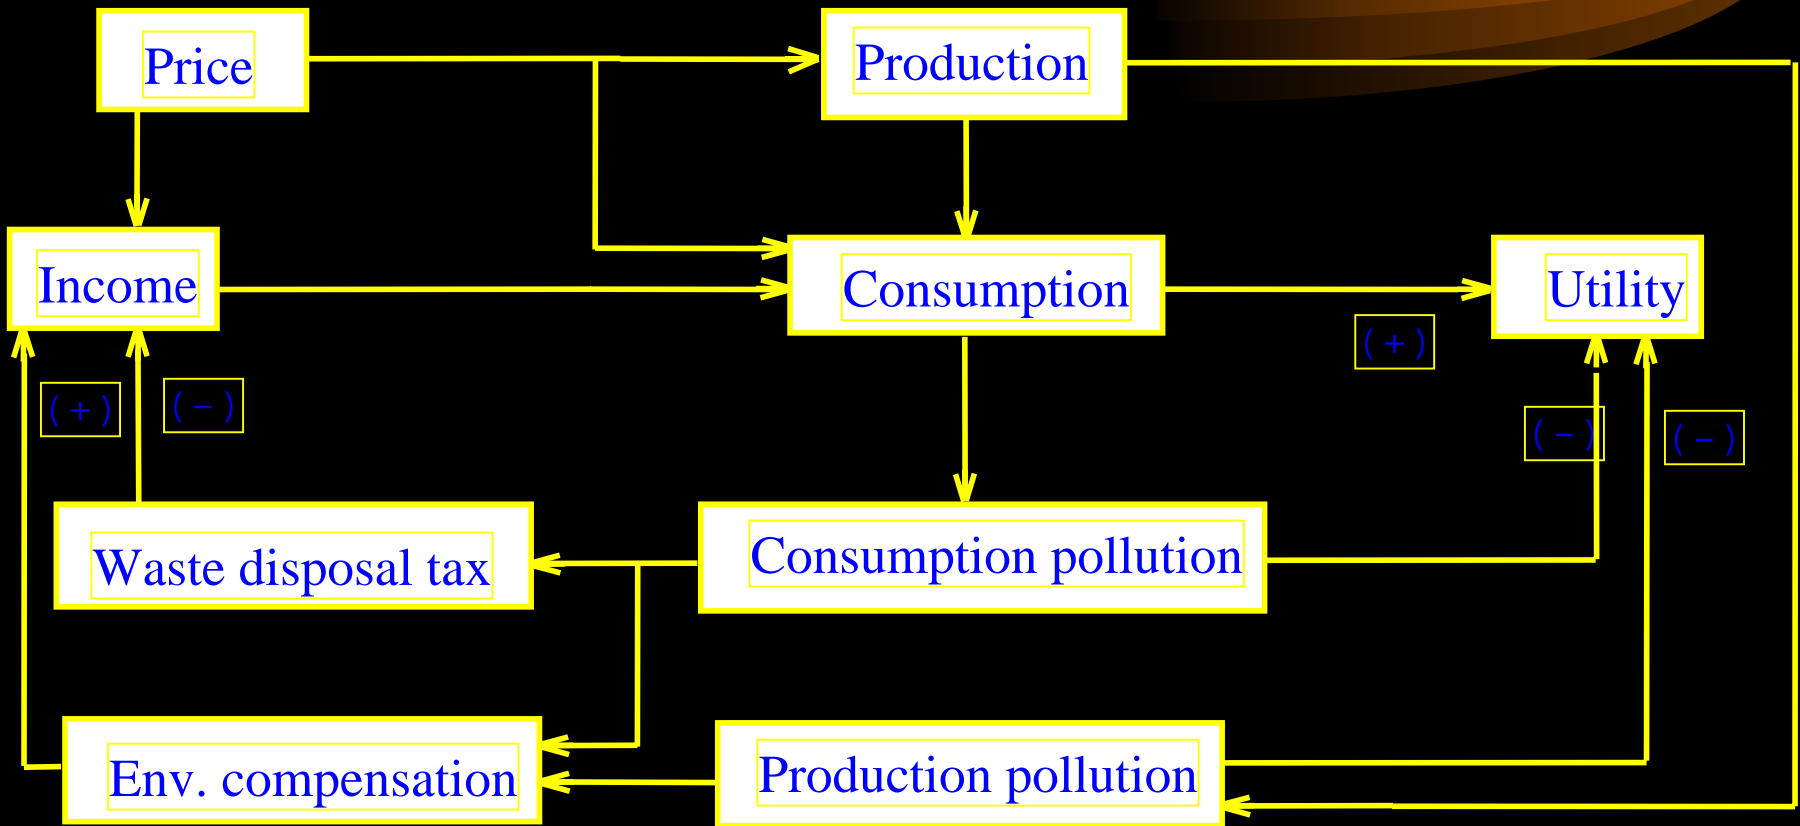 Price
Production
Income
Consumption
Utility
(+)
(+)
(−)
(−)
(−)
Waste disposal tax
Consumption pollution
Env. compensation
Production pollution